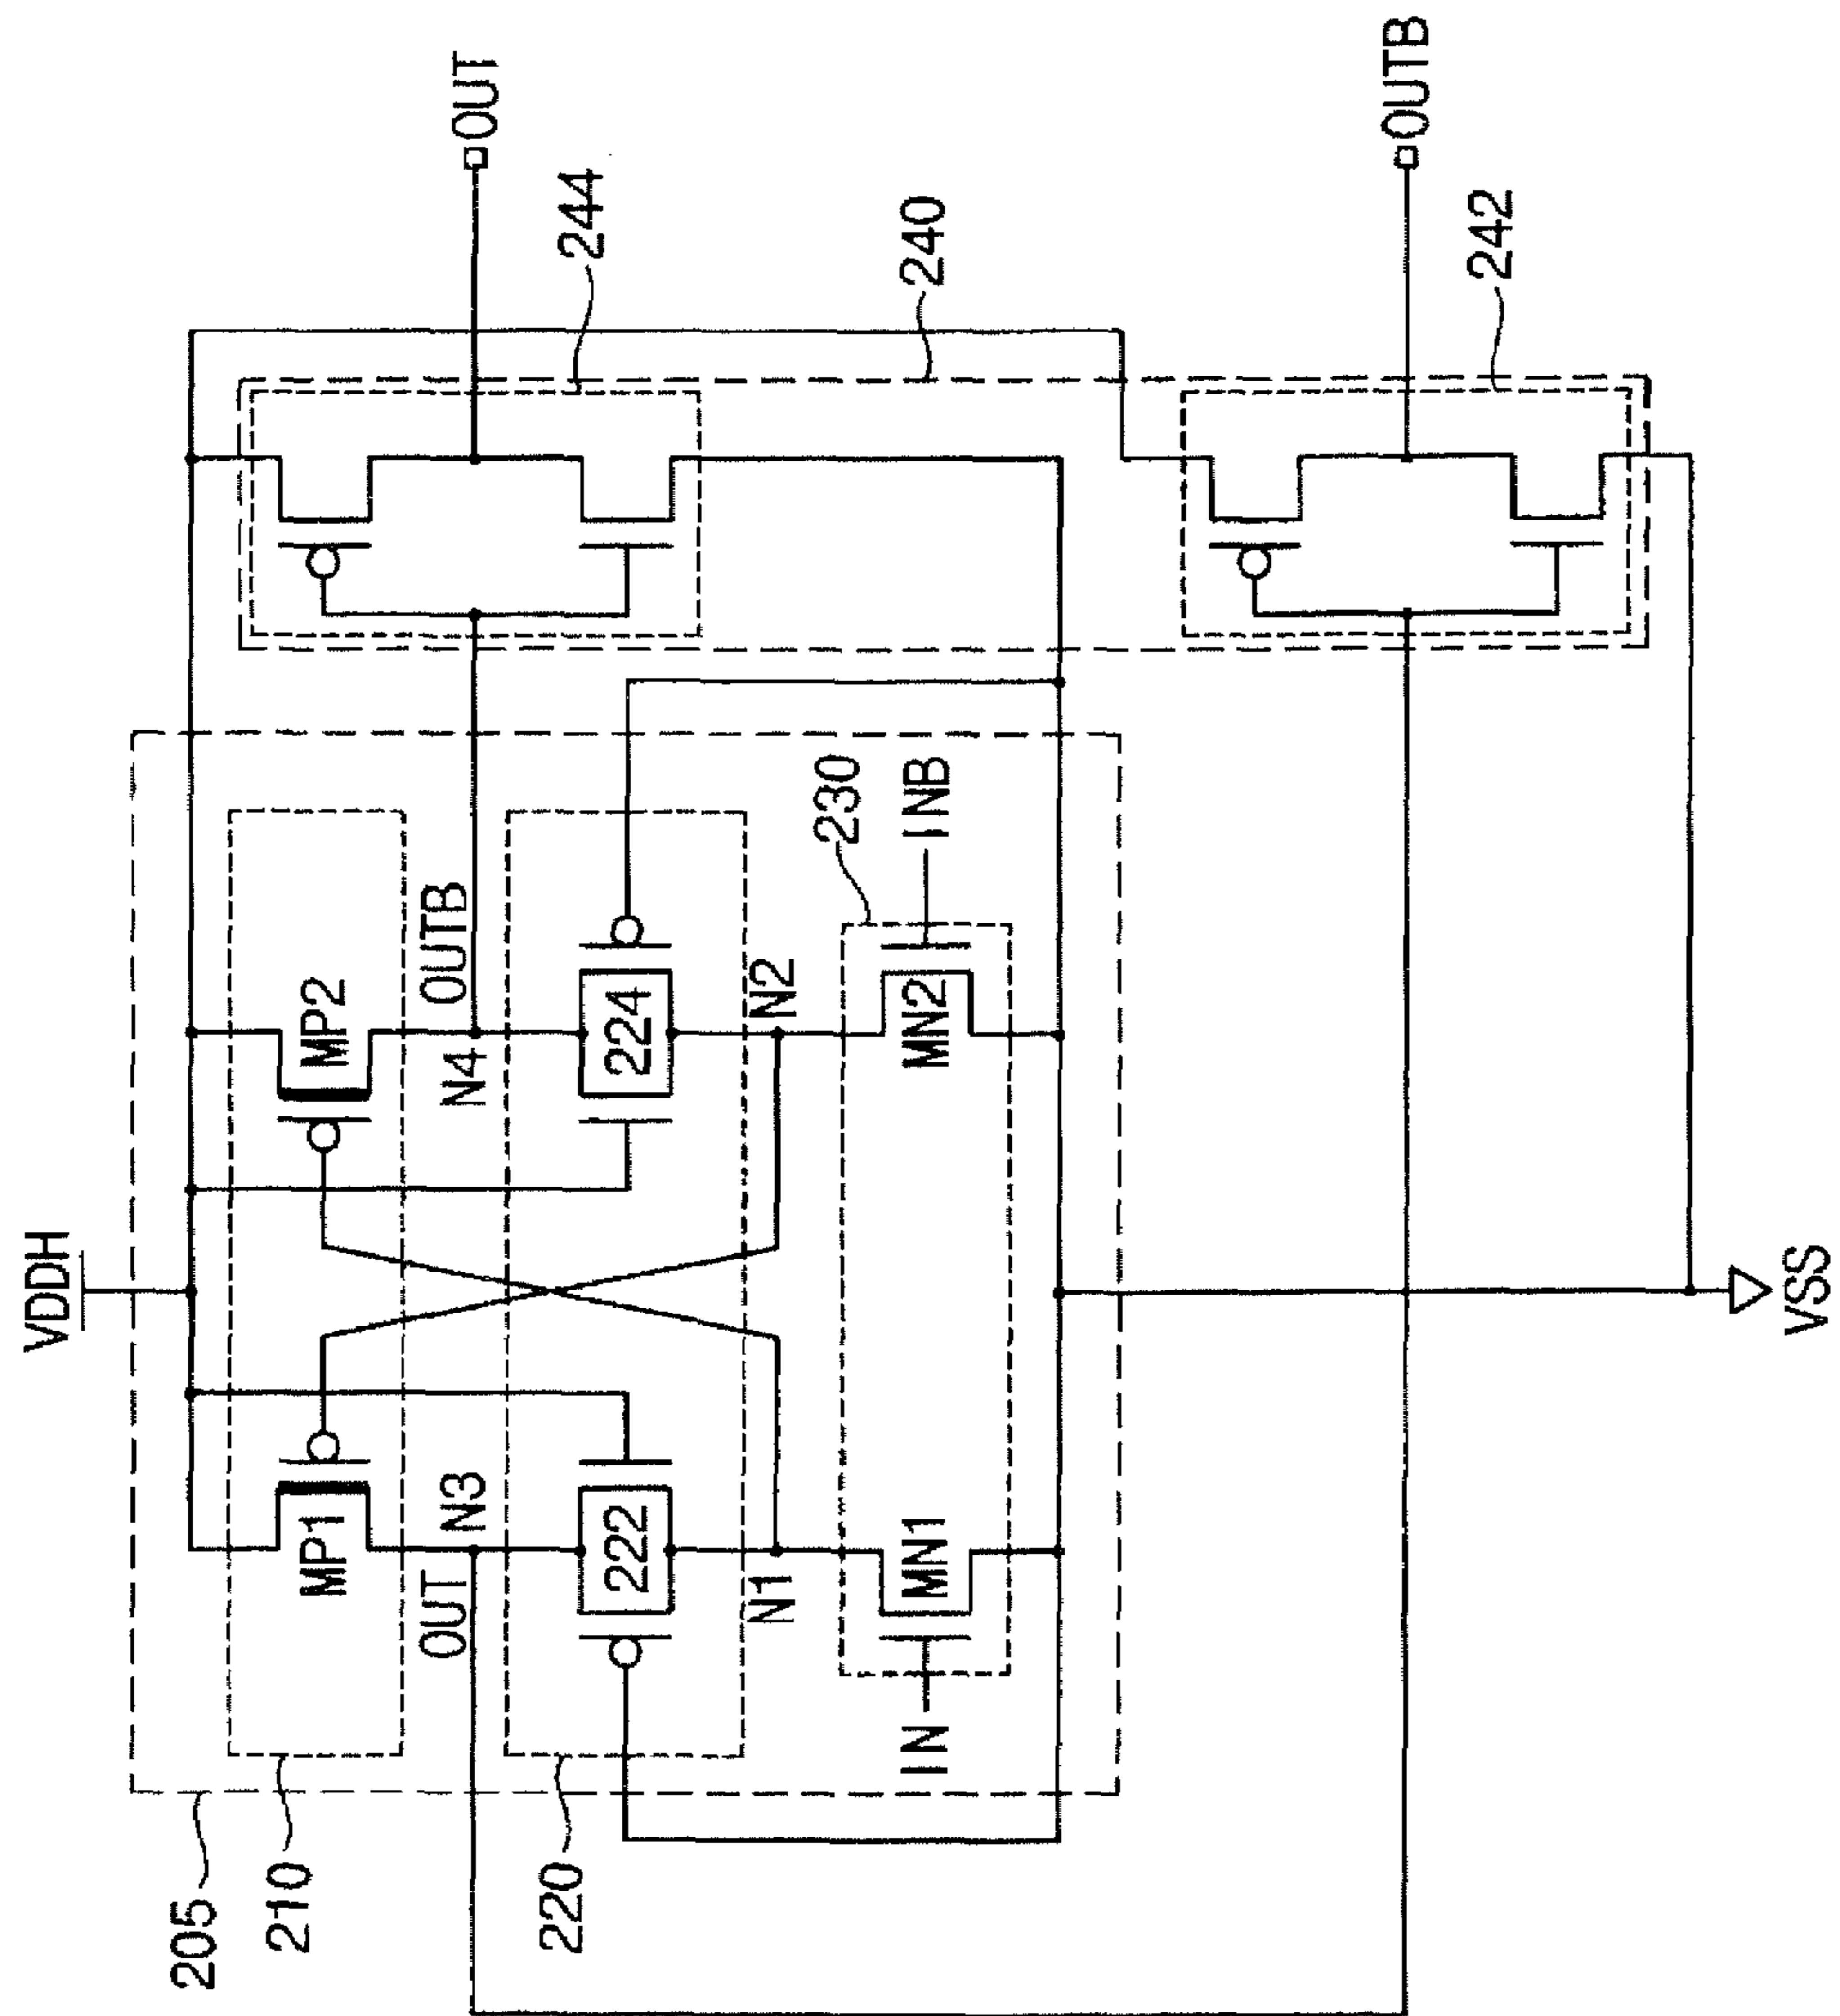 VDDH
205
210
220
MP1
MP2
OUT
N3
N4
OUTB
222
224
N1
N2
IN
MN1
MN2
INB
230
VSS
OUT
244
240
OUTB
242